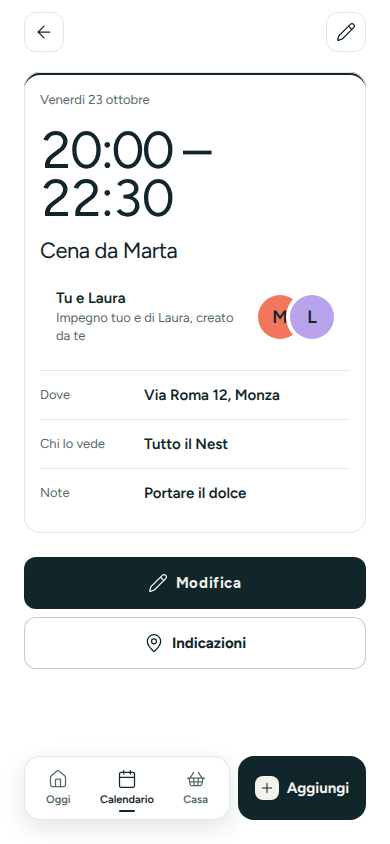 Venerdì 23 ottobre
20:00 –
22:30
Cena da Marta
Tu e Laura
Impegno tuo e di Laura, creato
da te
M L
Dove Via Roma 12, Monza
Chi lo vede Tutto il Nest
Note Portare il dolce
Modifica
Indicazioni
Oggi Calendario Casa
Aggiungi